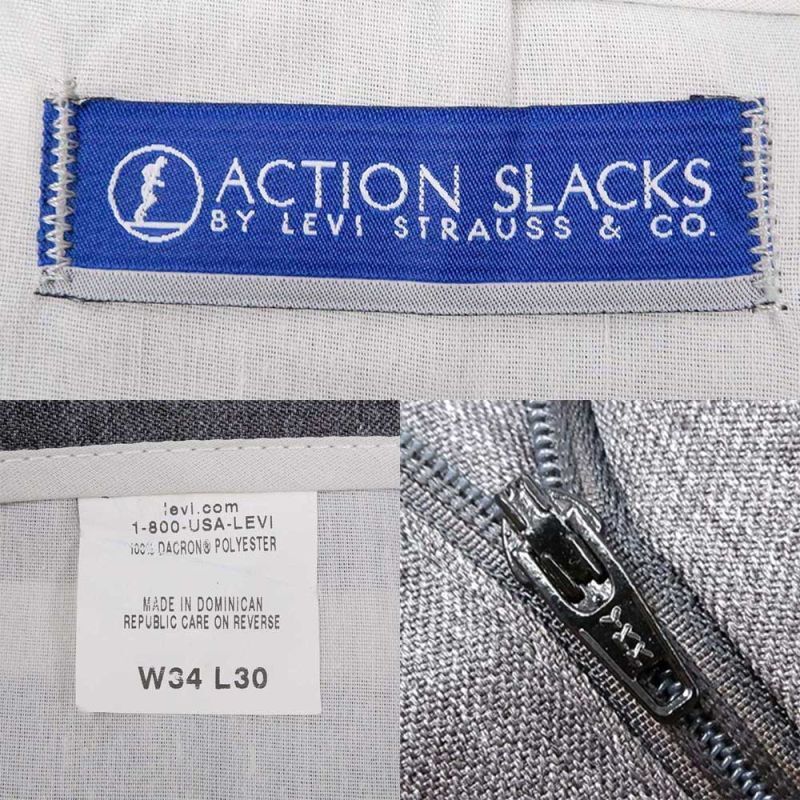 ACTION SLACKS
BY LEVI STRAUSS & CO.
levi.com
1-800-USA-LEVI
100% DACRON® POLYESTER
MADE IN DOMINICAN
REPUBLIC CARE ON REVERSE
W34 L30
YXX